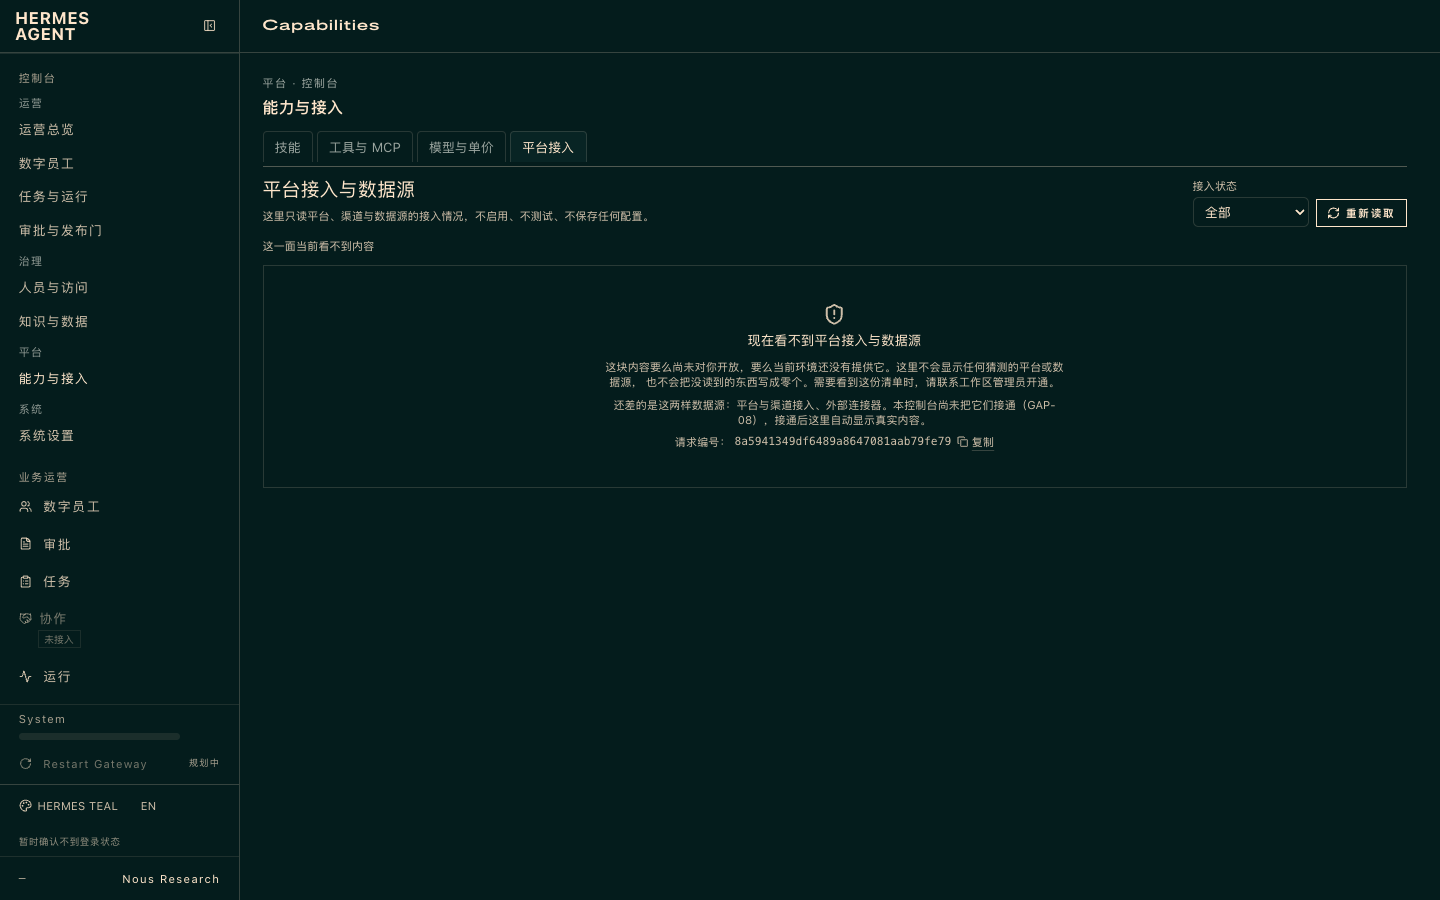 HERMES
AGENT
Capabilities
控制台
运营
运营总览
数字员工
任务与运行
审批与发布门
治理
人员与访问
知识与数据
平台
能力与接入
系统
系统设置
业务运营
数字员工
审批
任务
协作
未接入
运行
System
Restart Gateway 规划中
HERMES TEAL EN
暂时确认不到登录状态
– Nous Research
平台 · 控制台
能力与接入
技能 工具与 MCP 模型与单价 平台接入
平台接入与数据源
这里只读平台、渠道与数据源的接入情况，不启用、不测试、不保存任何配置。
接入状态
全部 重新读取
这一面当前看不到内容
现在看不到平台接入与数据源
这块内容要么尚未对你开放，要么当前环境还没有提供它。这里不会显示任何猜测的平台或数
据源， 也不会把没读到的东西写成零个。需要看到这份清单时，请联系工作区管理员开通。
还差的是这两样数据源：平台与渠道接入、外部连接器。本控制台尚未把它们接通（GAP-
08），接通后这里自动显示真实内容。
请求编号： 8a5941349df6489a8647081aab79fe79 复制